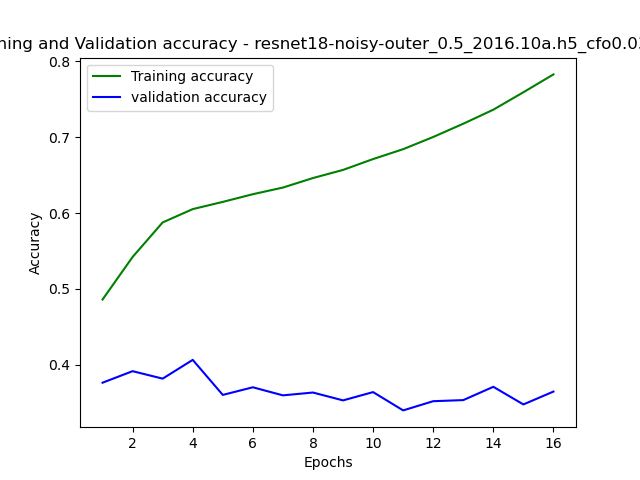 and Validation accuracy - resnet18-noisy-outer_0.5_2016.10a.h5_cfo0.0
Training accuracy
validation accuracy
Accuracy
0.8
0.7
0.6
0.5
0.4
2 4 6 8 10 12 14 16
Epochs